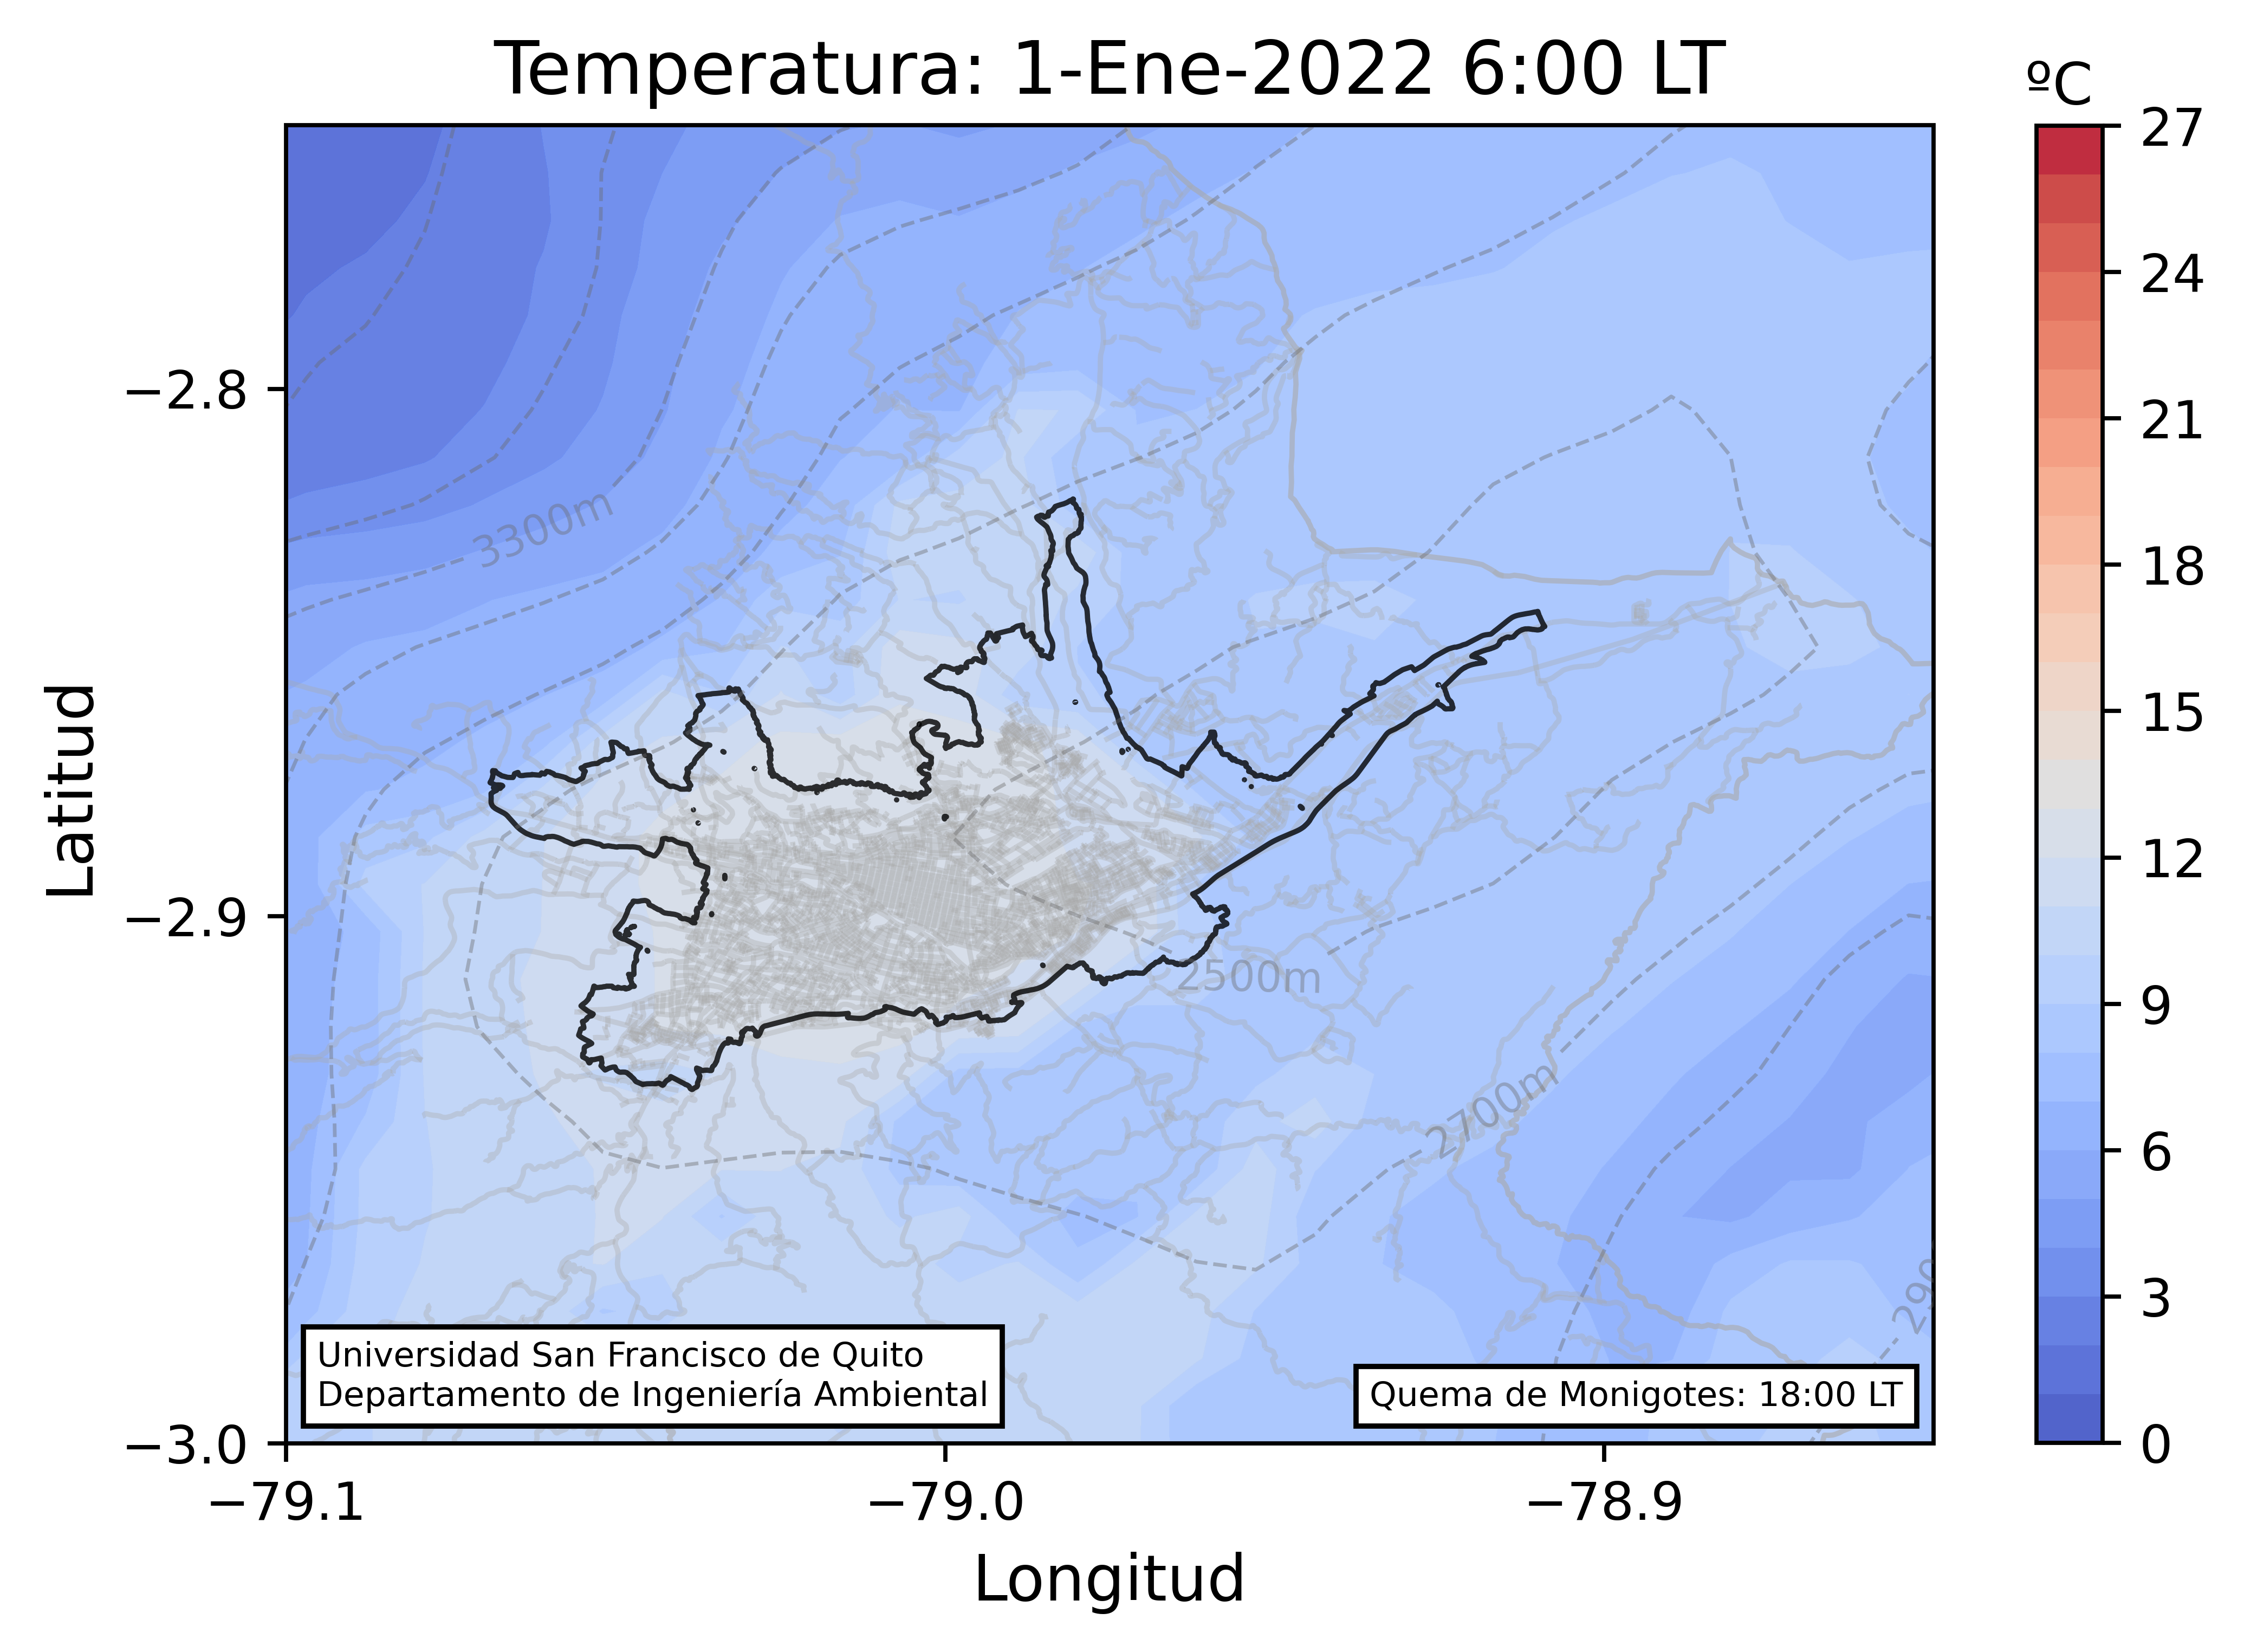 Temperatura: 1-Ene-2022 6:00 LT
ºC
27
24
21
18
15
12
9
6
3
0
Latitud
−2.8
−2.9
−3.0
3300m
2500m
2700m
290
Universidad San Francisco de Quito
Departamento de Ingeniería Ambiental
Quema de Monigotes: 18:00 LT
−79.1
−79.0
−78.9
Longitud